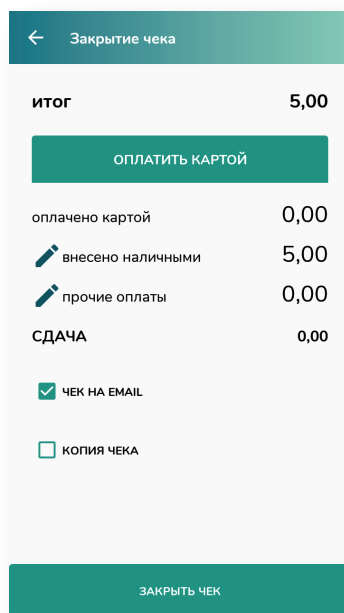 Закрытие чека
итог 5,00
ОПЛАТИТЬ КАРТОЙ
оплачено картой 0,00
внесено наличными 5,00
прочие оплаты 0,00
СДАЧА 0,00
ЧЕК НА EMAIL
КОПИЯ ЧЕКА
ЗАКРЫТЬ ЧЕК